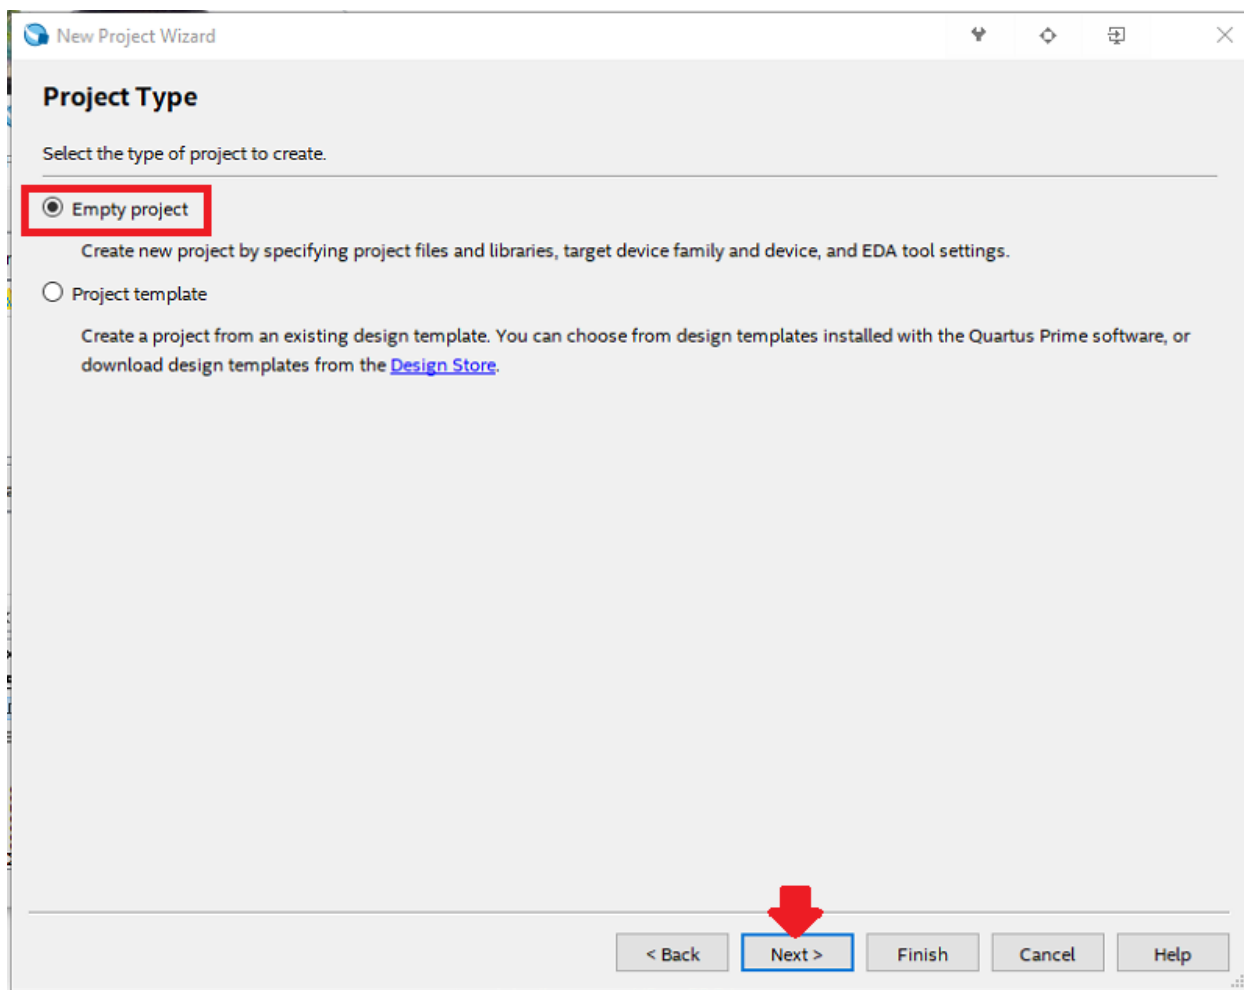 New Project Wizard
Project Type
Select the type of project to create.
Empty project
Create new project by specifying project files and libraries, target device family and device, and EDA tool settings.
Project template
Create a project from an existing design template. You can choose from design templates installed with the Quartus Prime software, or
download design templates from the Design Store.
< Back Next > Finish Cancel Help